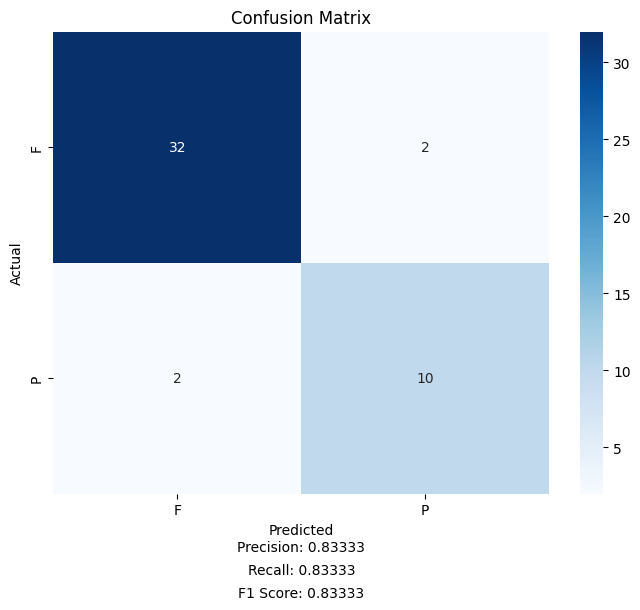 Confusion Matrix
Actual
F
32
2
P
2
10
F
P
Predicted
Precision: 0.83333
Recall: 0.83333
F1 Score: 0.83333
30
25
20
15
10
5